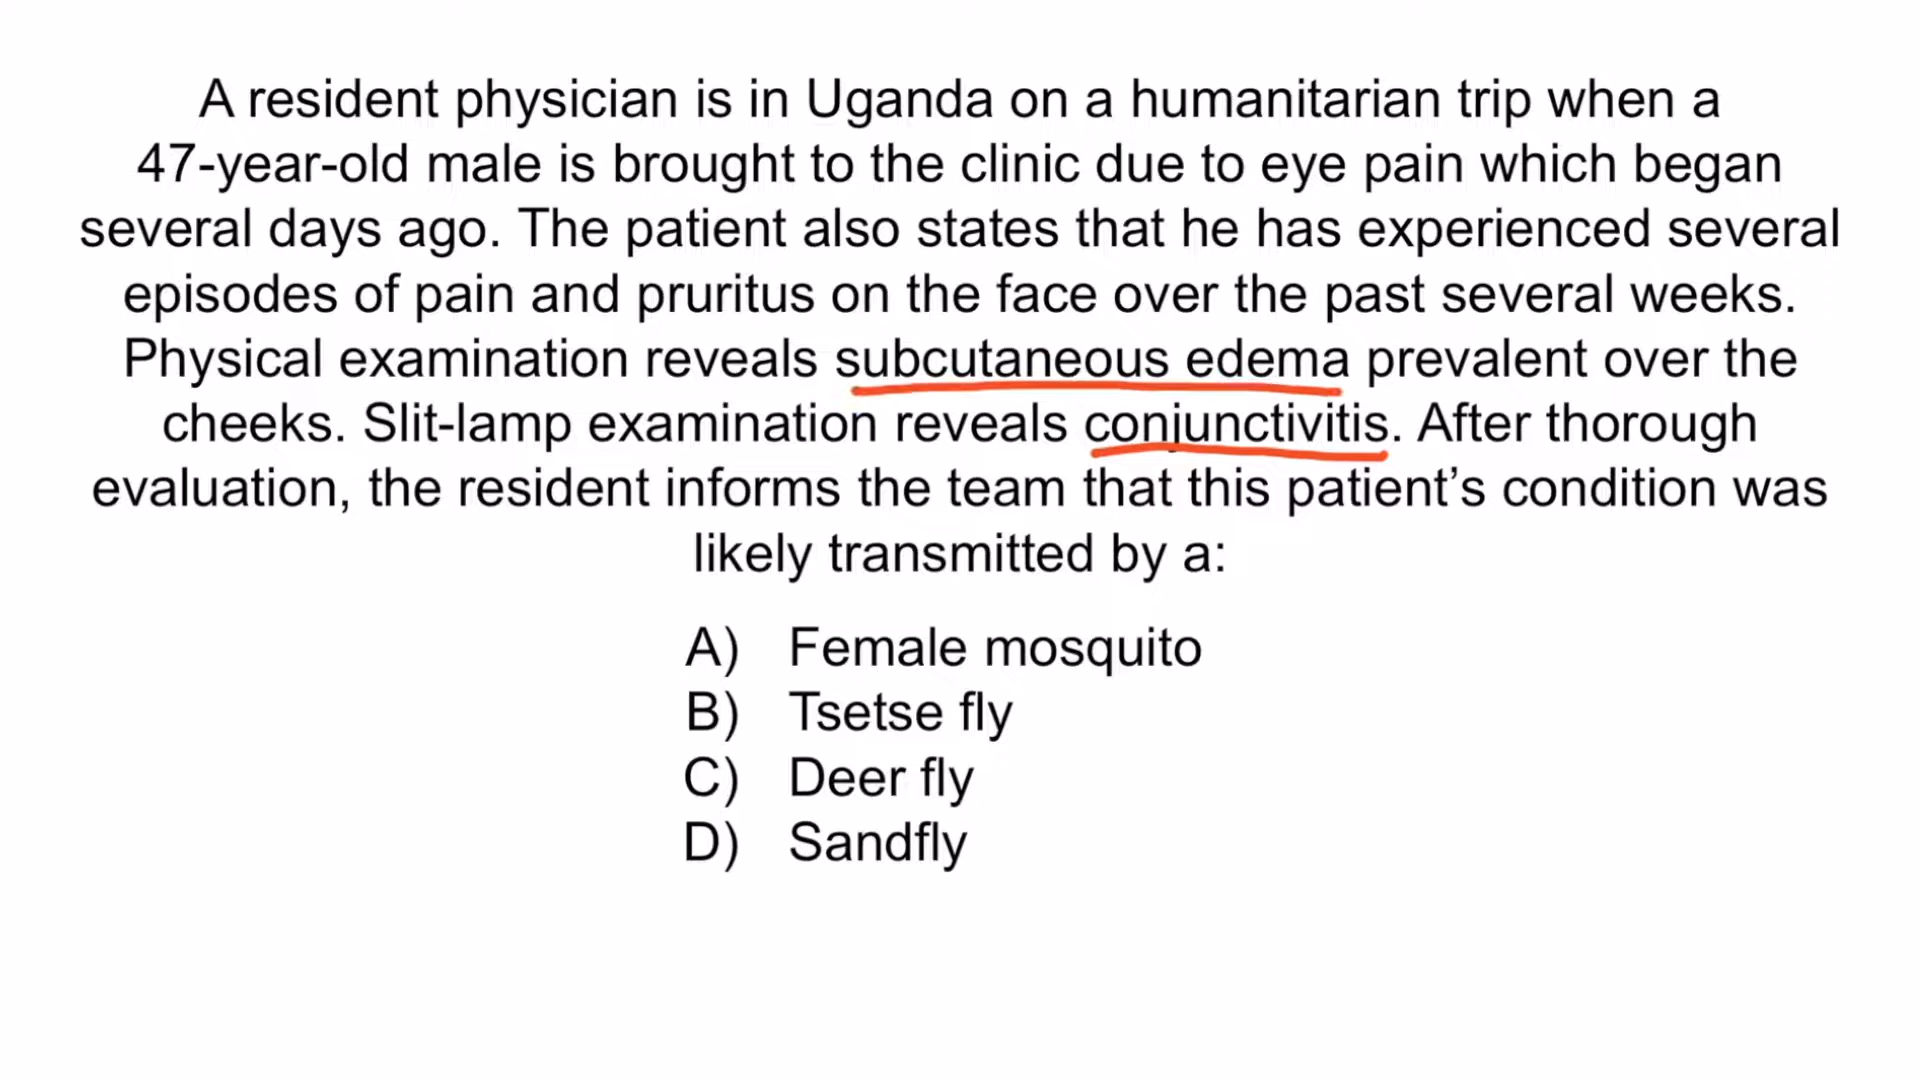 A resident physician is in Uganda on a humanitarian trip when a
47-year-old male is brought to the clinic due to eye pain which began
several days ago. The patient also states that he has experienced several
episodes of pain and pruritus on the face over the past several weeks.
Physical examination reveals subcutaneous edema prevalent over the
cheeks. Slit-lamp examination reveals conjunctivitis. After thorough
evaluation, the resident informs the team that this patient’s condition was
likely transmitted by a:
A) Female mosquito
B) Tsetse fly
C) Deer fly
D) Sandfly